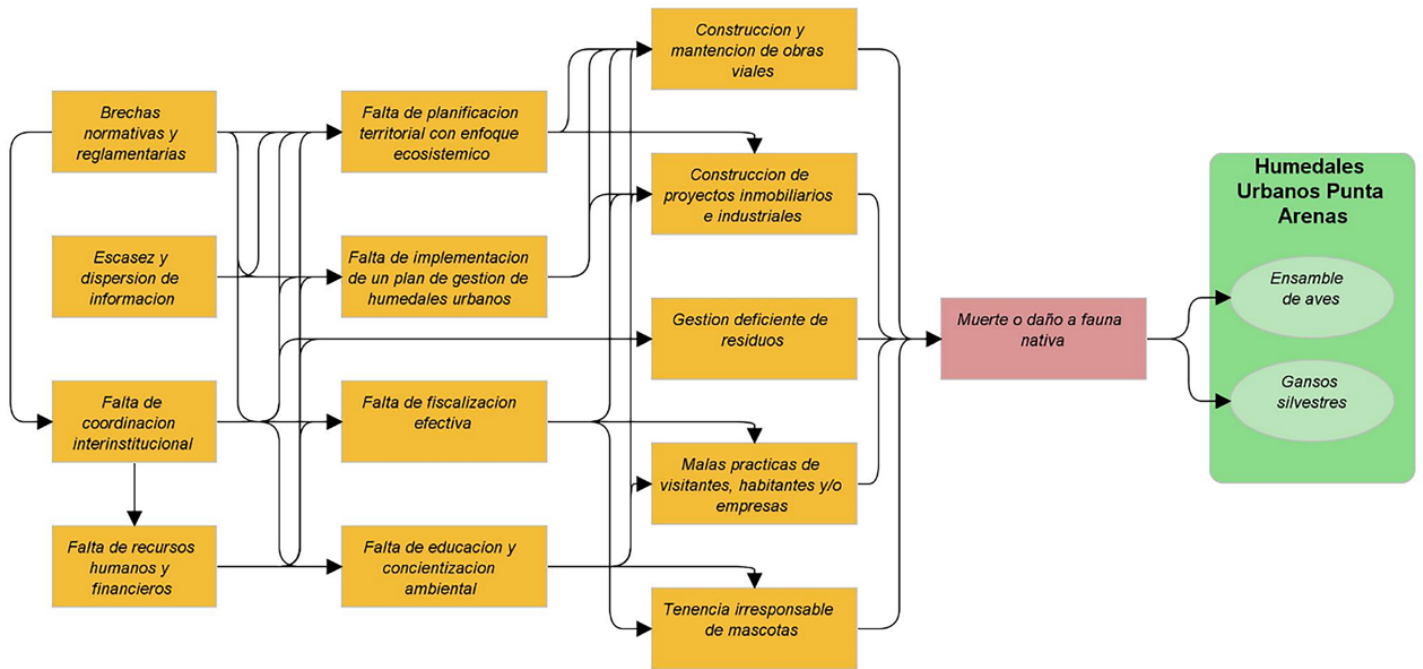 Construccion y
mantencion de obras
viales
Brechas
normativas y
reglamentarias
Falta de planificacion
territorial con enfoque
ecosistemico
Construccion de
proyectos inmobiliarios
e industriales
Humedales
Urbanos Punta
Arenas
Escasez y
dispersion de
informacion
Falta de implementacion
de un plan de gestion de
humedales urbanos
Ensamble
de aves
Gestion deficiente de
residuos
Muerte o daño a fauna
nativa
Gansos
silvestres
Falta de
coordinacion
interinstitucional
Falta de fiscalizacion
efectiva
Malas practicas de
visitantes, habitantes y/o
empresas
Falta de recursos
humanos y
financieros
Falta de educacion y
concientizacion
ambiental
Tenencia irresponsable
de mascotas